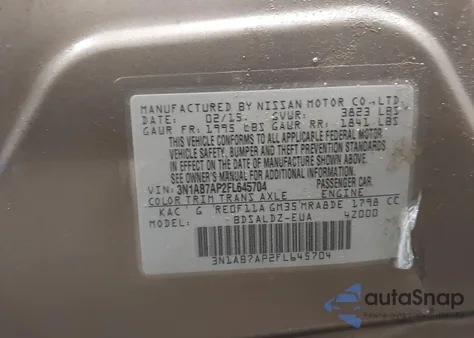 MANUFACTURED BY NISSAN MOTOR CO.,LTD.
DATE: 02/15 GVWR: 3823 LBS
GAWR FR: 1995 LBS GAWR RR: 1841 LBS
THIS VEHICLE CONFORMS TO ALL APPLICABLE FEDERAL MOTOR
VEHICLE SAFETY, BUMPER AND THEFT PREVENTION STANDARDS
IN EFFECT ON THE DATE OF MANUFACTURE SHOWN ABOVE.
SEE OWNER'S MANUAL FOR ADDITIONAL INFORMATION.
VIN: 3N1AB7AP2FL645704 PASSENGER CAR
COLOR TRIM TRANS AXLE ENGINE
KAC G RE0F11A GM35 MRA8DE 1798 CC
MODEL: BDSALDZ-EUA 42000
3N1AB7AP2FL645704
autoSnap